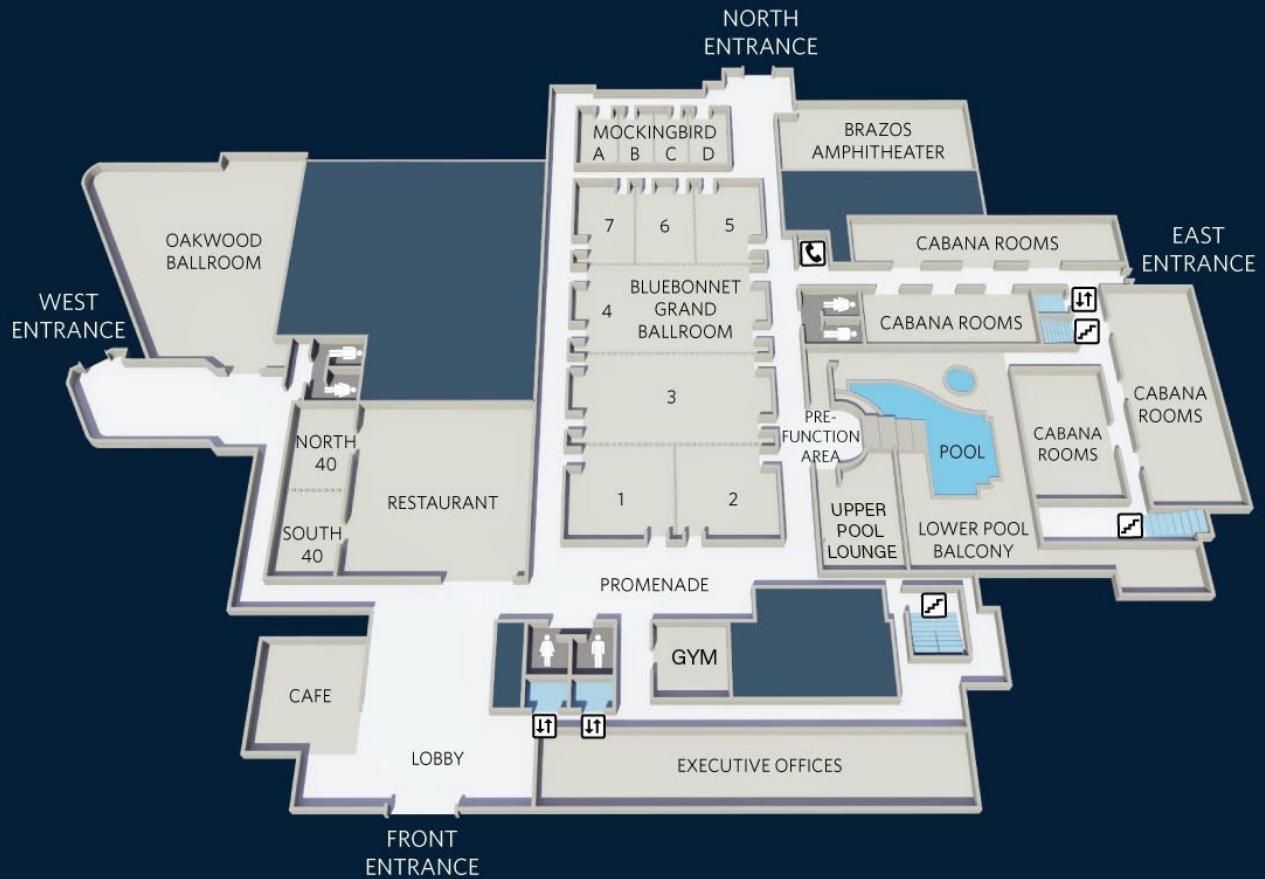 NORTH
ENTRANCE
MOCKINGBIRD
A B C D
BRAZOS
AMPHITHEATER
7 6 5
OAKWOOD
BALLROOM
CABANA ROOMS
EAST
ENTRANCE
WEST
ENTRANCE
BLUEBONNET
GRAND
BALLROOM
4
CABANA ROOMS
3
CABANA
ROOMS
PRE-
FUNCTION
AREA
CABANA
ROOMS
POOL
NORTH
40
RESTAURANT
1 2
UPPER
POOL
LOUNGE
LOWER POOL
BALCONY
SOUTH
40
PROMENADE
GYM
CAFE
LOBBY
EXECUTIVE OFFICES
FRONT
ENTRANCE